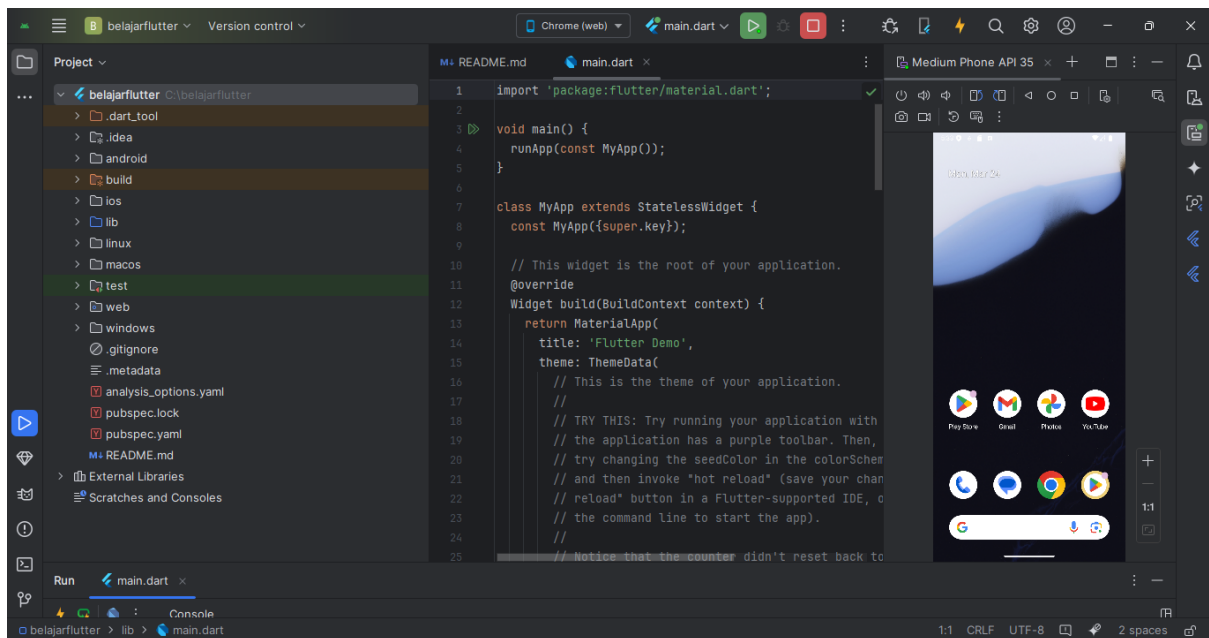 B belajarflutter Version control Chrome (web) main.dart
Project
README.md main.dart
Medium Phone API 35
belajarflutter C:\belajarflutter
.dart_tool
.idea
android
build
ios
lib
linux
macos
test
web
windows
.gitignore
.metadata
analysis_options.yaml
pubspec.lock
pubspec.yaml
README.md
External Libraries
Scratches and Consoles
1 import 'package:flutter/material.dart';
2
3 void main() {
4 runApp(const MyApp());
5 }
6
7 class MyApp extends StatelessWidget {
8 const MyApp({super.key});
9
10 // This widget is the root of your application.
11 @override
12 Widget build(BuildContext context) {
13 return MaterialApp(
14 title: 'Flutter Demo',
15 theme: ThemeData(
16 // This is the theme of your application.
17 //
18 // TRY THIS: Try running your application with
19 // the application has a purple toolbar. Then,
20 // try changing the seedColor in the colorSchem
21 // and then invoke "hot reload" (save your chan
22 // reload" button in a Flutter-supported IDE, o
23 // the command line to start the app).
24 //
25 // Notice that the counter didn't reset back to
Play Store Gmail Photos YouTube
1:1
Run main.dart
Console
belajarflutter > lib > main.dart
1:1 CRLF UTF-8 2 spaces